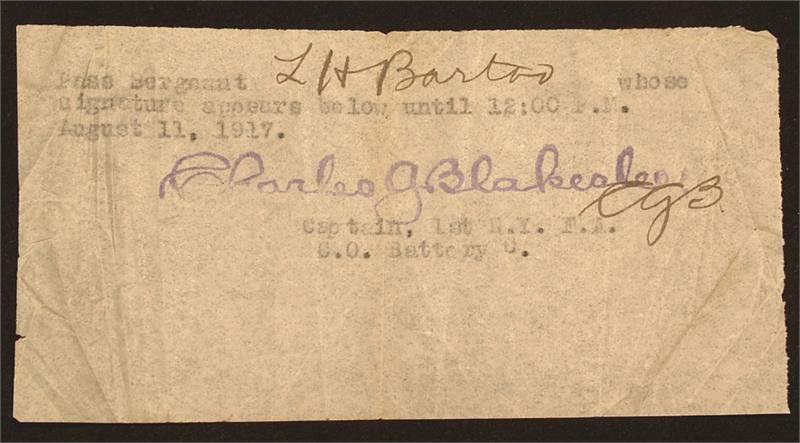 Pass Sergeant L H Bartoo whose
signature appears below until 12:00 P.M.
August 11, 1917.
Charles G Blakeslee
CGB
Captain, 1st N.Y. F.A.
C.O. Battery C.